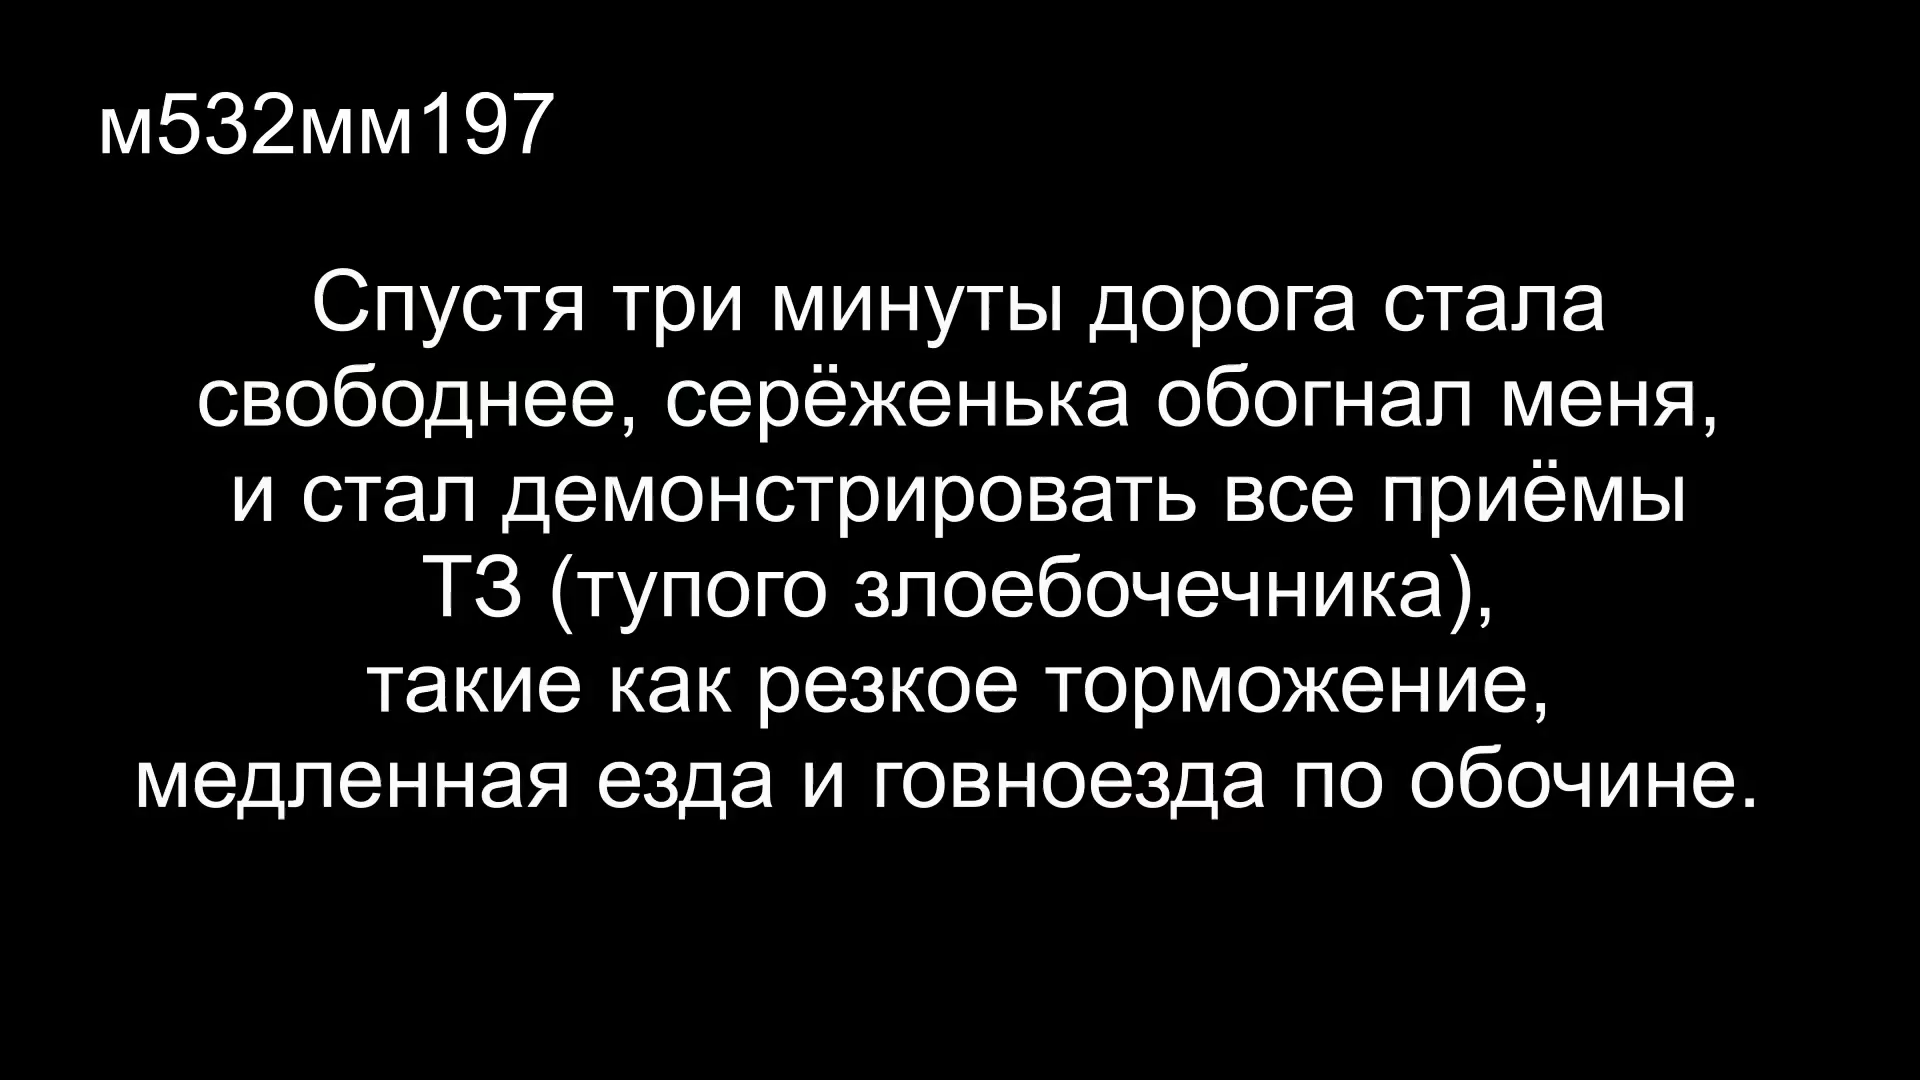 м532мм197
Спустя три минуты дорога стала
свободнее, серёженька обогнал меня,
и стал демонстрировать все приёмы
ТЗ (тупого злоебочечника),
такие как резкое торможение,
медленная езда и говноезда по обочине.